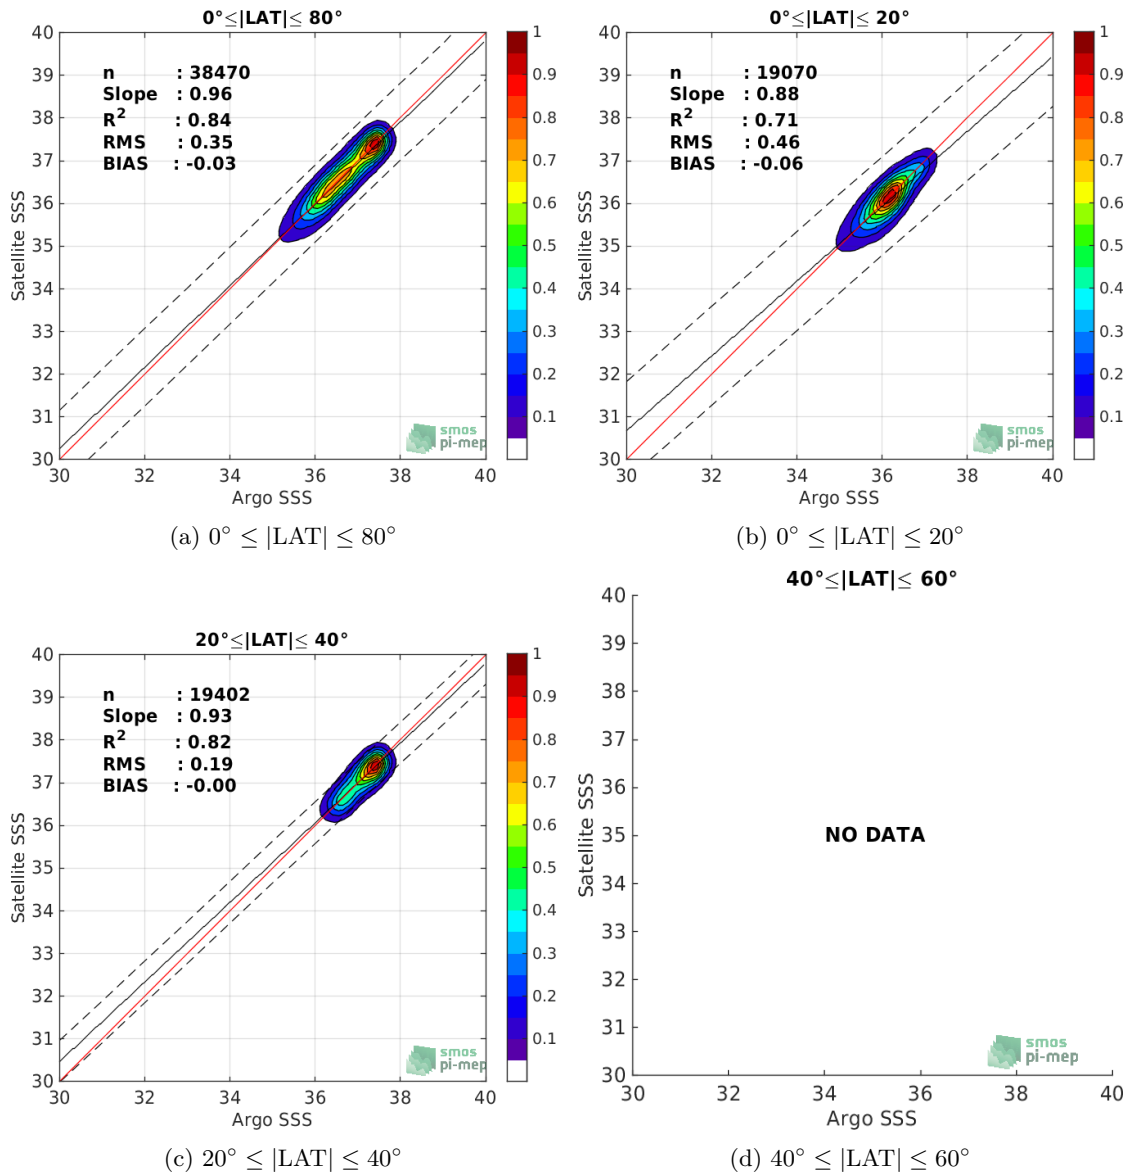 0°≤|LAT|≤ 80°
40
39
38
37
36
35
34
33
32
31
30
30 32 34 36 38 40
Satellite SSS
Argo SSS
n : 38470
Slope : 0.96
R² : 0.84
RMS : 0.35
BIAS : -0.03
1
0.9
0.8
0.7
0.6
0.5
0.4
0.3
0.2
0.1
smos
pi-mep
(a) 0° ≤ |LAT| ≤ 80°
0°≤|LAT|≤ 20°
40
39
38
37
36
35
34
33
32
31
30
30 32 34 36 38 40
Satellite SSS
Argo SSS
n : 19070
Slope : 0.88
R² : 0.71
RMS : 0.46
BIAS : -0.06
1
0.9
0.8
0.7
0.6
0.5
0.4
0.3
0.2
0.1
smos
pi-mep
(b) 0° ≤ |LAT| ≤ 20°
20°≤|LAT|≤ 40°
40
39
38
37
36
35
34
33
32
31
30
30 32 34 36 38 40
Satellite SSS
Argo SSS
n : 19402
Slope : 0.93
R² : 0.82
RMS : 0.19
BIAS : -0.00
1
0.9
0.8
0.7
0.6
0.5
0.4
0.3
0.2
0.1
smos
pi-mep
(c) 20° ≤ |LAT| ≤ 40°
40°≤|LAT|≤ 60°
40
39
38
37
36
35
34
33
32
31
30
30 32 34 36 38 40
Satellite SSS
Argo SSS
NO DATA
smos
pi-mep
(d) 40° ≤ |LAT| ≤ 60°